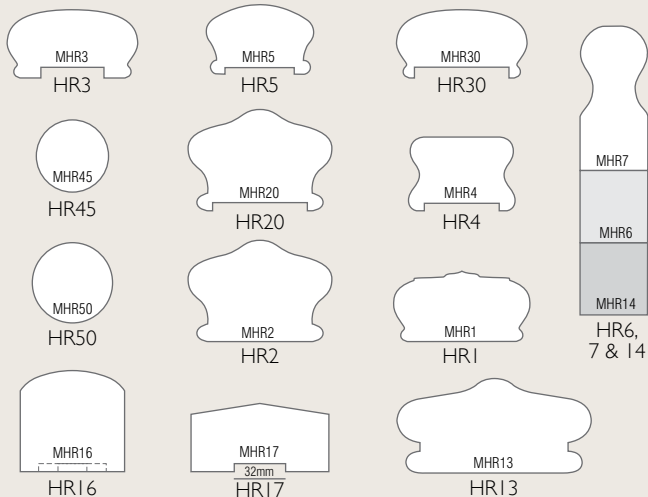 MHR3
HR3
MHR5
HR5
MHR30
HR30
MHR45
HR45
MHR20
HR20
MHR4
HR4
MHR7
MHR6
MHR14
HR6,
7 & 14
MHR50
HR50
MHR2
HR2
MHR1
HR1
MHR16
HR16
MHR17
32mm
HR17
MHR13
HR13